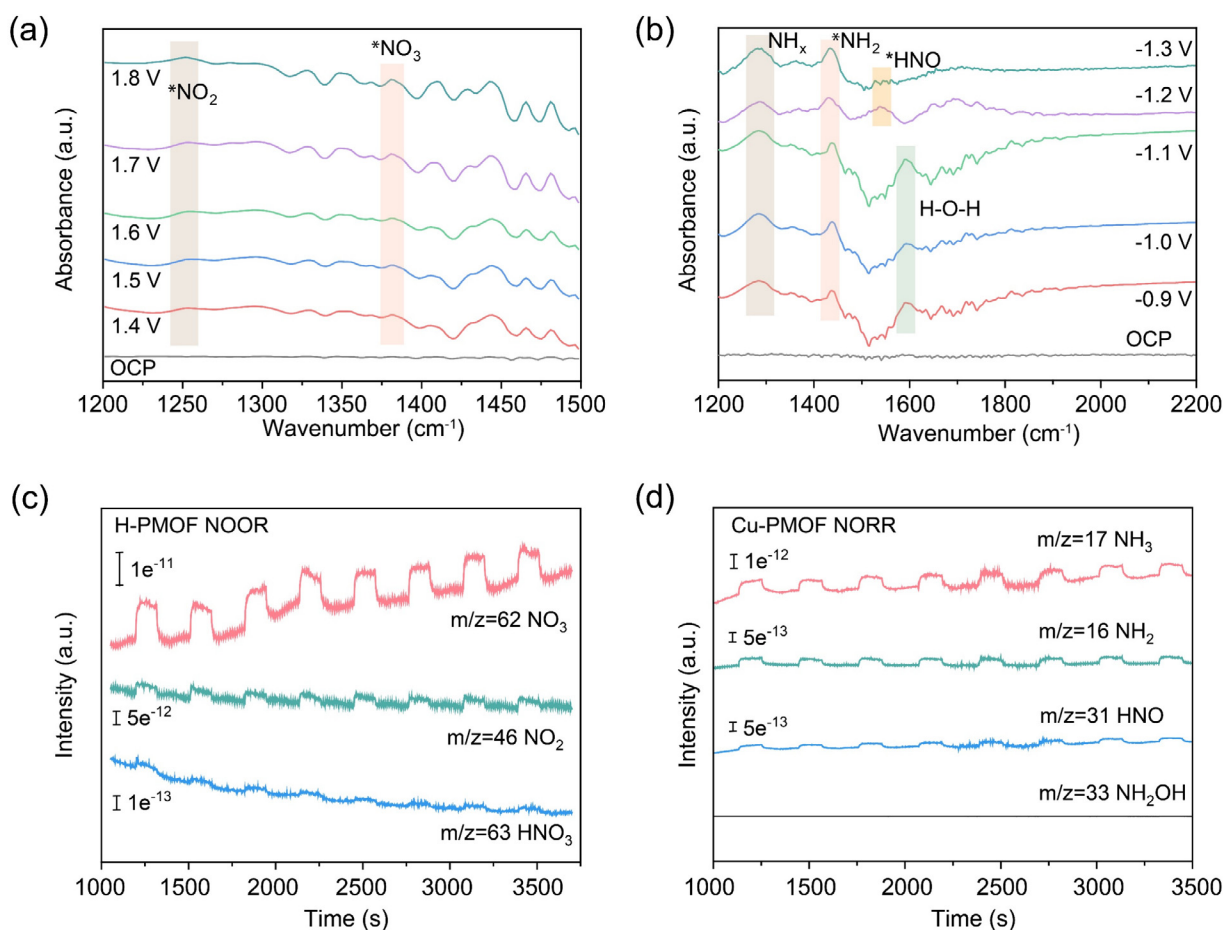 (a)
*NO3
1.8 V
*NO2
1.7 V
1.6 V
1.5 V
1.4 V
OCP
Absorbance (a.u.)
1200 1250 1300 1350 1400 1450 1500
Wavenumber (cm-1)
(b)
NHx
*NH2
*HNO
-1.3 V
-1.2 V
-1.1 V
H-O-H
-1.0 V
-0.9 V
OCP
Absorbance (a.u.)
1200 1400 1600 1800 2000 2200
Wavenumber (cm-1)
(c)
H-PMOF NOOR
1e-11
m/z=62 NO3
5e-12
m/z=46 NO2
1e-13
m/z=63 HNO3
Intensity (a.u.)
1000 1500 2000 2500 3000 3500
Time (s)
(d)
Cu-PMOF NORR
m/z=17 NH3
1e-12
5e-13
m/z=16 NH2
5e-13
m/z=31 HNO
m/z=33 NH2OH
Intensity (a.u.)
1000 1500 2000 2500 3000 3500
Time (s)